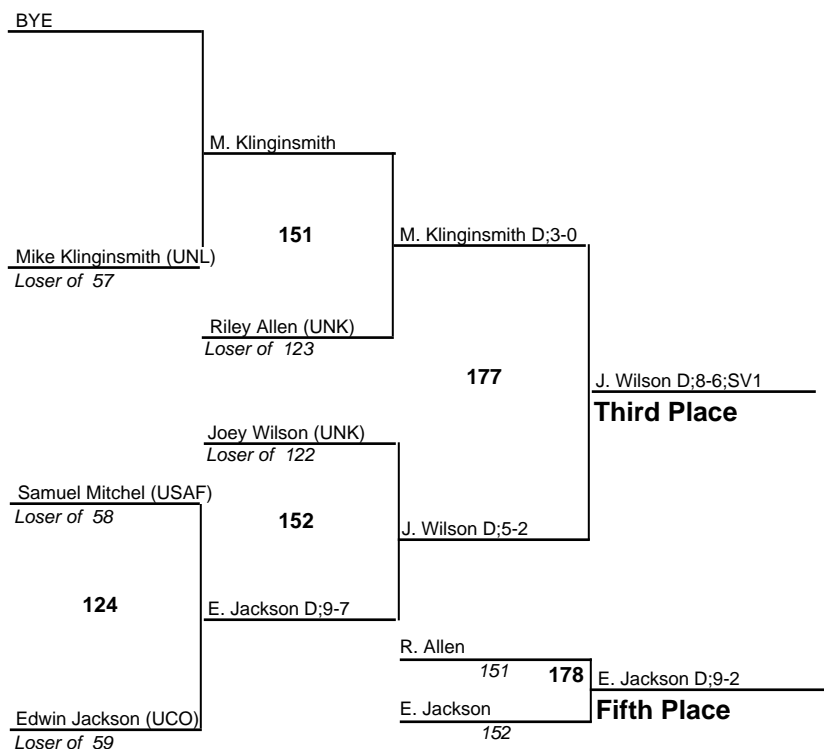 BYE
M. Klinginsmith
151
M. Klinginsmith D;3-0
Mike Klinginsmith (UNL)
Loser of 57
Riley Allen (UNK)
Loser of 123
177
J. Wilson D;8-6;SV1
Third Place
Joey Wilson (UNK)
Loser of 122
Samuel Mitchel (USAF)
Loser of 58
152
J. Wilson D;5-2
124
E. Jackson D;9-7
R. Allen
151
178
E. Jackson D;9-2
Fifth Place
E. Jackson
152
Edwin Jackson (UCO)
Loser of 59